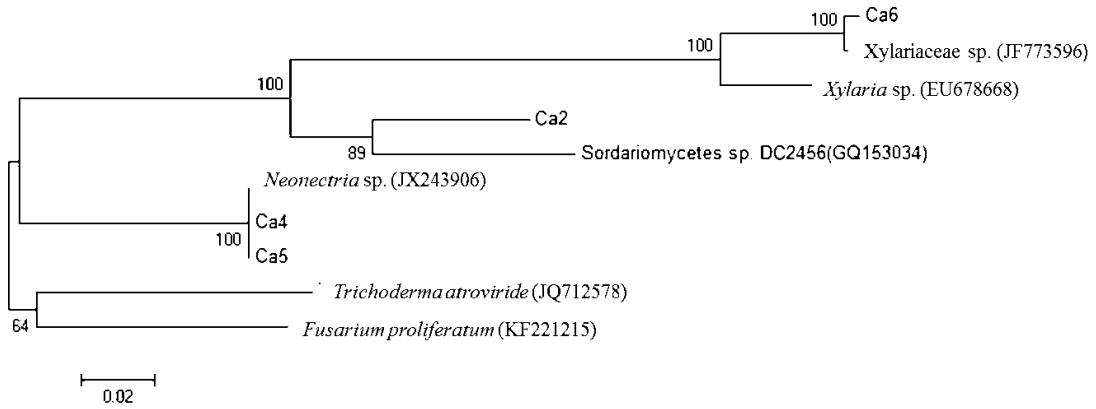 100
Ca6
Xylariaceae sp. (JF773596)
100
Xylaria sp. (EU678668)
100
Ca2
89
Sordariomycetes sp. DC2456(GQ153034)
Neonectria sp. (JX243906)
Ca4
100
Ca5
Trichoderma atroviride (JQ712578)
64
Fusarium proliferatum (KF221215)
0.02